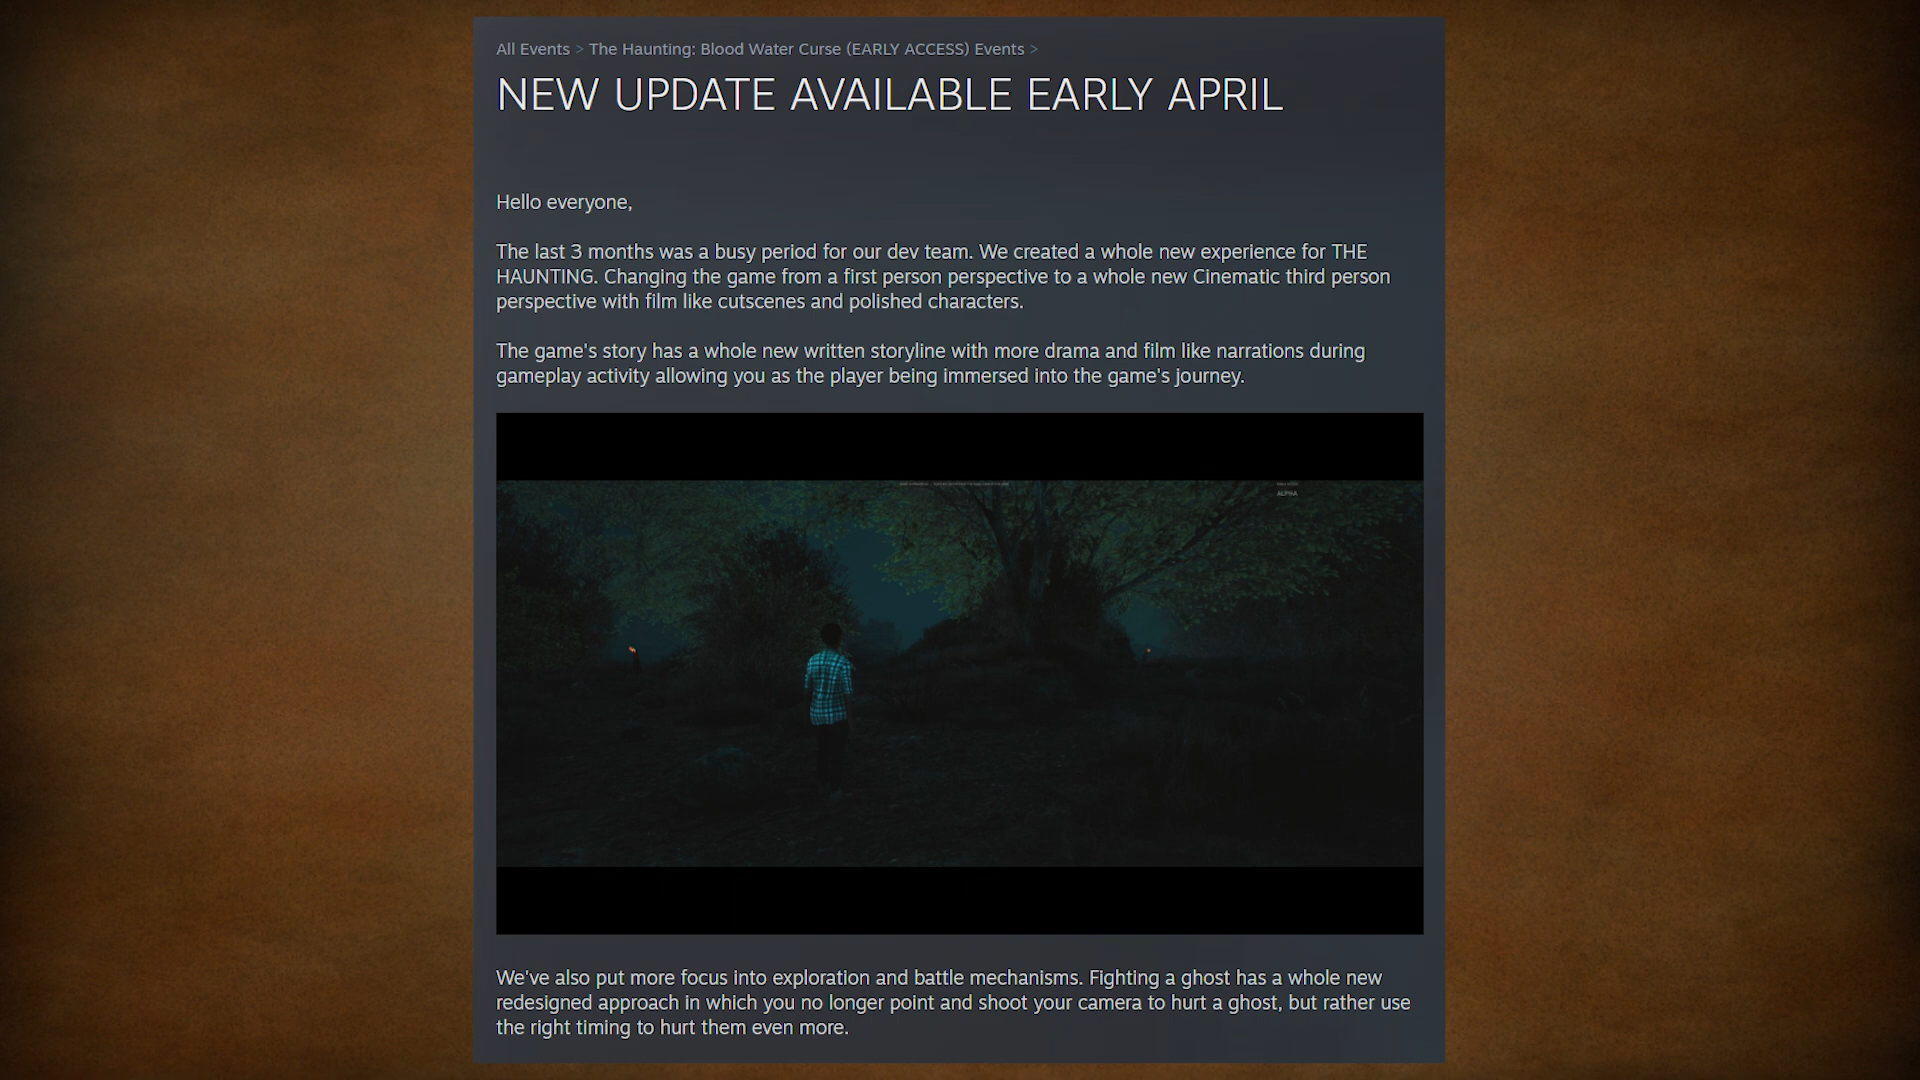 All Events > The Haunting: Blood Water Curse (EARLY ACCESS) Events >
NEW UPDATE AVAILABLE EARLY APRIL
Hello everyone,
The last 3 months was a busy period for our dev team. We created a whole new experience for THE
HAUNTING. Changing the game from a first person perspective to a whole new Cinematic third person
perspective with film like cutscenes and polished characters.
The game's story has a whole new written storyline with more drama and film like narrations during
gameplay activity allowing you as the player being immersed into the game's journey.
ALPHA
We've also put more focus into exploration and battle mechanisms. Fighting a ghost has a whole new
redesigned approach in which you no longer point and shoot your camera to hurt a ghost, but rather use
the right timing to hurt them even more.